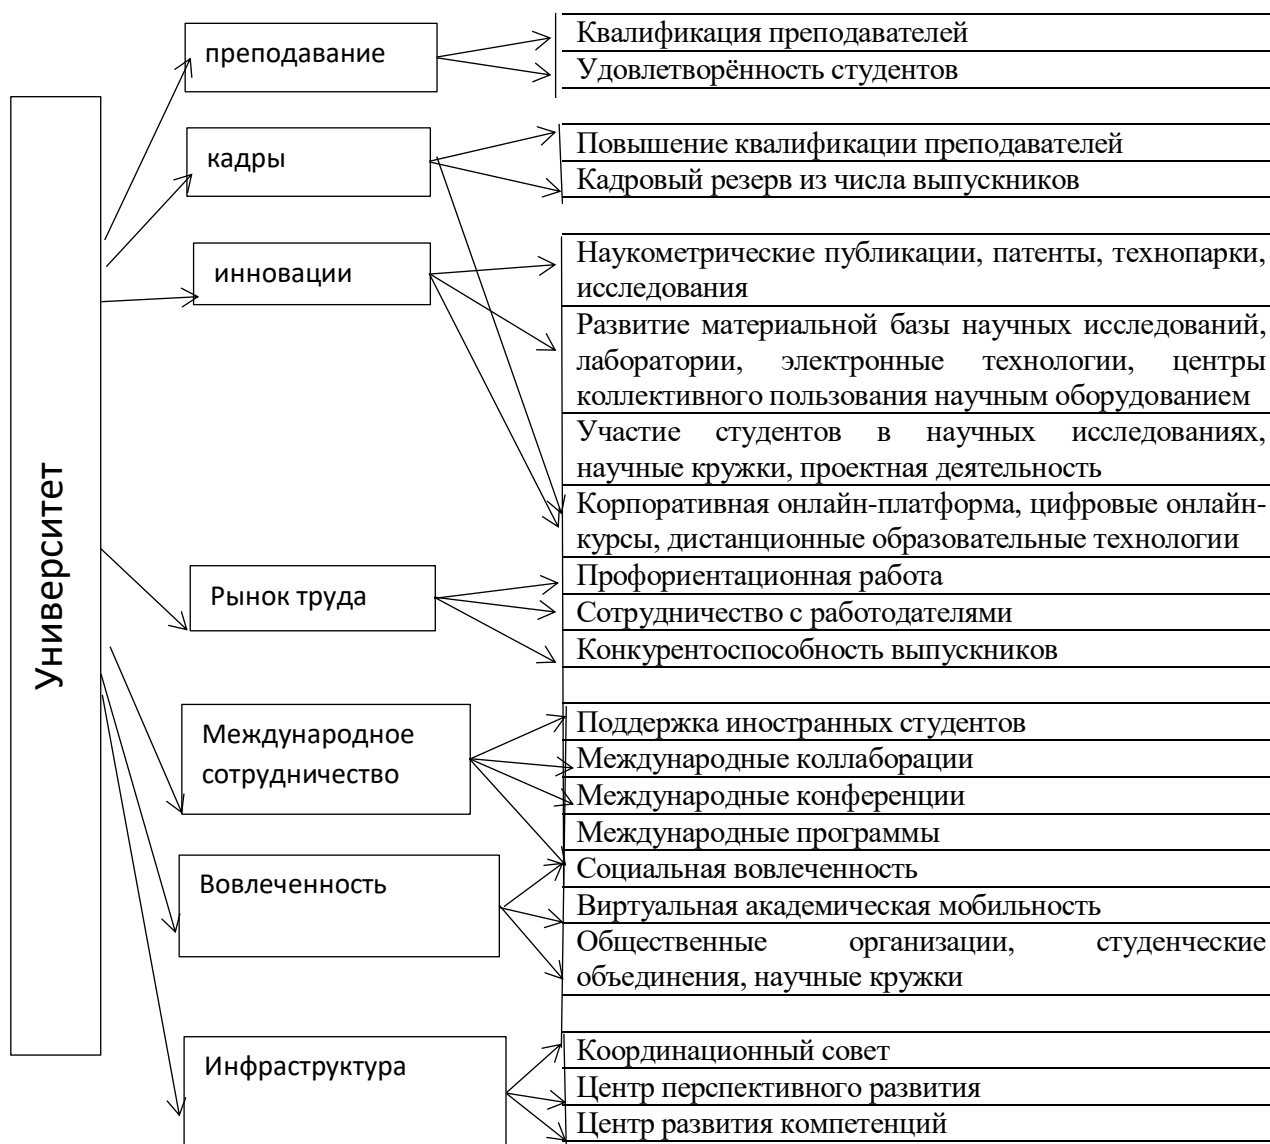 Университет
преподавание
Квалификация преподавателей
Удовлетворённость студентов
кадры
Повышение квалификации преподавателей
Кадровый резерв из числа выпускников
инновации
Наукометрические публикации, патенты, технопарки,
исследования
Развитие материальной базы научных исследований,
лаборатории, электронные технологии, центры
коллективного пользования научным оборудованием
Участие студентов в научных исследованиях,
научные кружки, проектная деятельность
Корпоративная онлайн-платформа, цифровые онлайн-
курсы, дистанционные образовательные технологии
Рынок труда
Профориентационная работа
Сотрудничество с работодателями
Конкурентоспособность выпускников
Международное
сотрудничество
Поддержка иностранных студентов
Международные коллаборации
Международные конференции
Международные программы
Вовлеченность
Социальная вовлеченность
Виртуальная академическая мобильность
Общественные организации, студенческие
объединения, научные кружки
Инфраструктура
Координационный совет
Центр перспективного развития
Центр развития компетенций